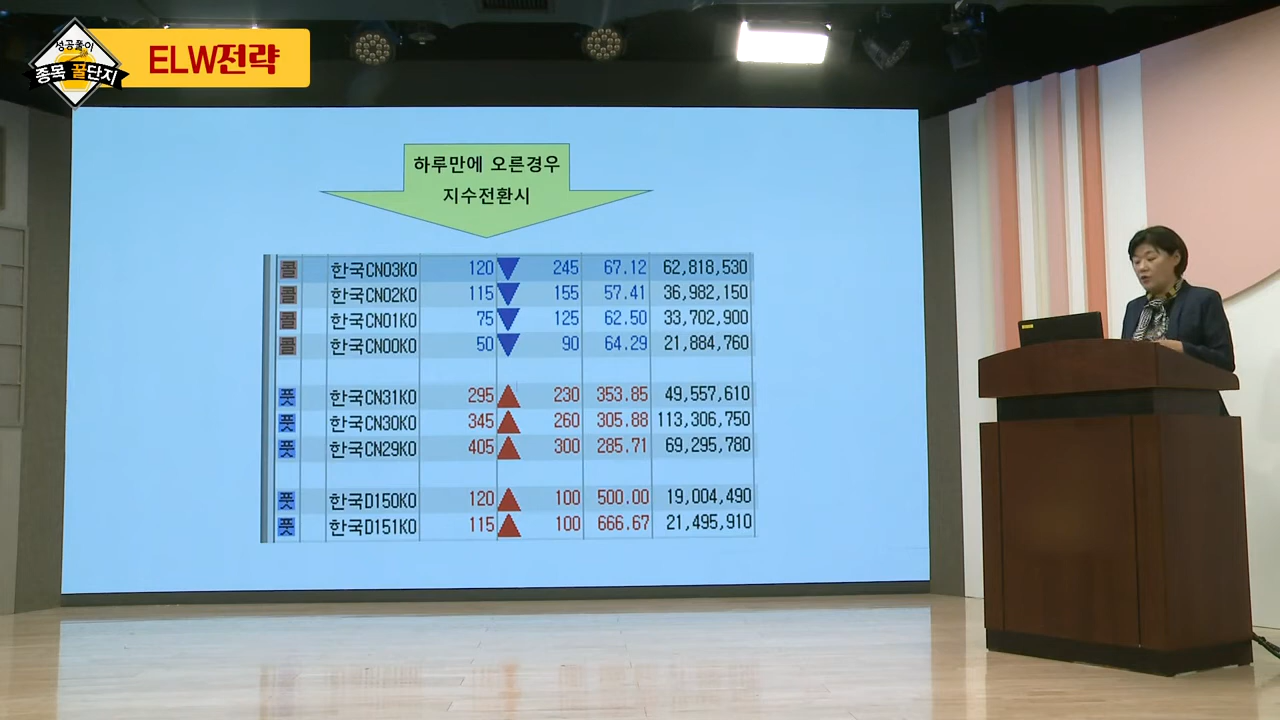 성공풀이
종목 꿀단지
ELW전략
하루만에 오른경우
지수전환시
콜 한국CN03KO 120 ▼ 245 67.12 62,818,530
콜 한국CN02KO 115 ▼ 155 57.41 36,982,150
콜 한국CN01KO 75 ▼ 125 62.50 33,702,900
콜 한국CN00KO 50 ▼ 90 64.29 21,884,760
풋 한국CN31KO 295 ▲ 230 353.85 49,557,610
풋 한국CN30KO 345 ▲ 260 305.88 113,306,750
풋 한국CN29KO 405 ▲ 300 285.71 69,295,780
풋 한국D150KO 120 ▲ 100 500.00 19,004,490
풋 한국D151KO 115 ▲ 100 666.67 21,495,910